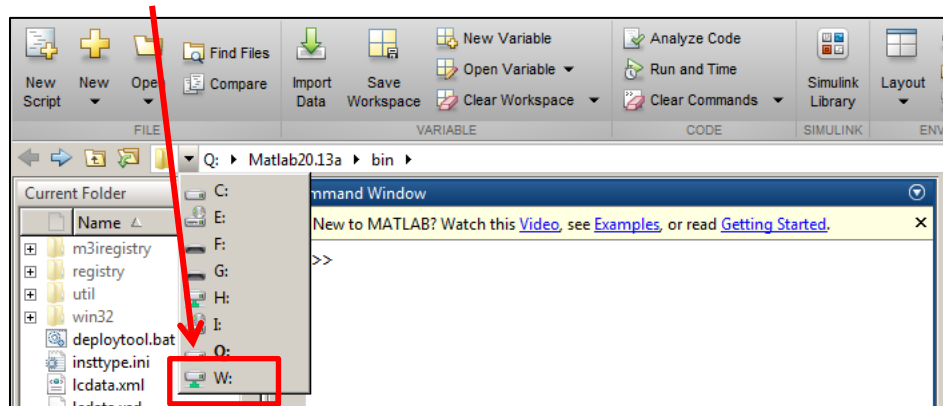 New Script
New
Open
Find Files
Compare
FILE
Import Data
Save Workspace
New Variable
Open Variable
Clear Workspace
VARIABLE
Analyze Code
Run and Time
Clear Commands
CODE
Simulink Library
SIMULINK
Layout
Q: Matlab20.13a bin
Current Folder
Name
m3iregistry
registry
util
win32
deploytool.bat
insttype.ini
lcdata.xml
C:
E:
F:
G:
H:
I:
Q:
W:
mmand Window
New to MATLAB? Watch this Video, see Examples, or read Getting Started.
>>